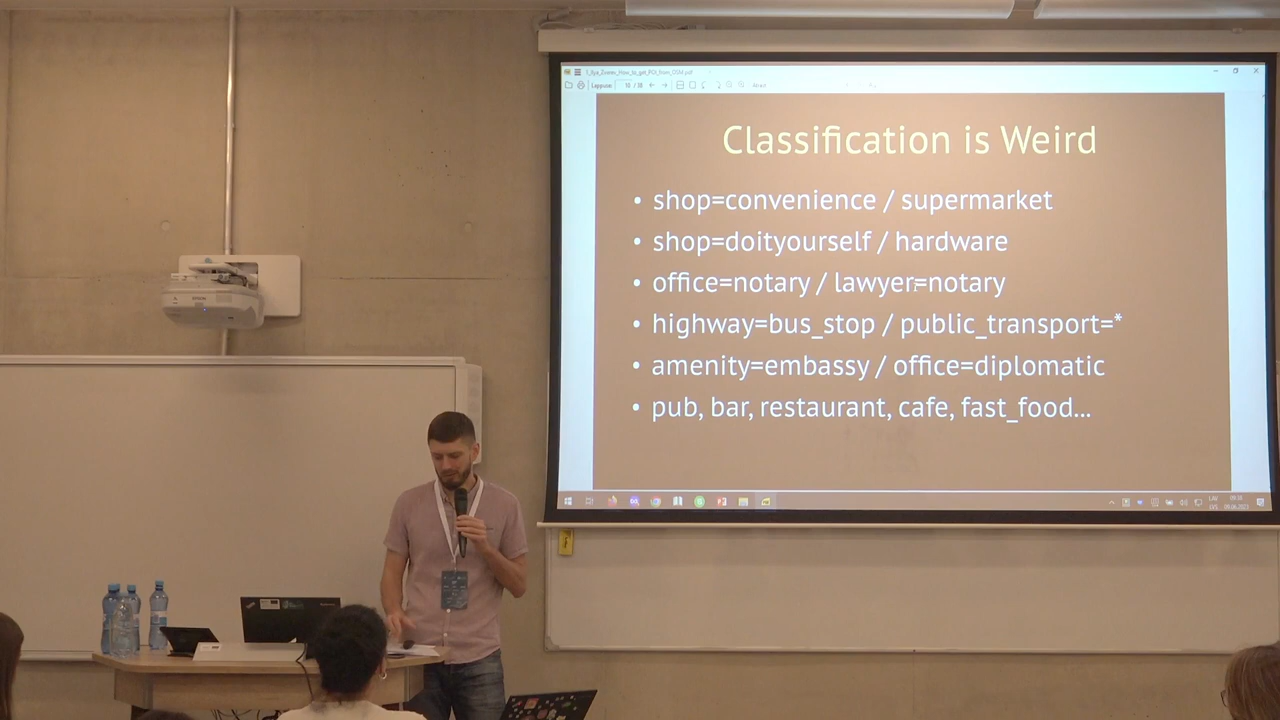 Classification is Weird
• shop=convenience / supermarket
• shop=doityourself / hardware
• office=notary / lawyer=notary
• highway=bus_stop / public_transport=*
• amenity=embassy / office=diplomatic
• pub, bar, restaurant, cafe, fast_food...